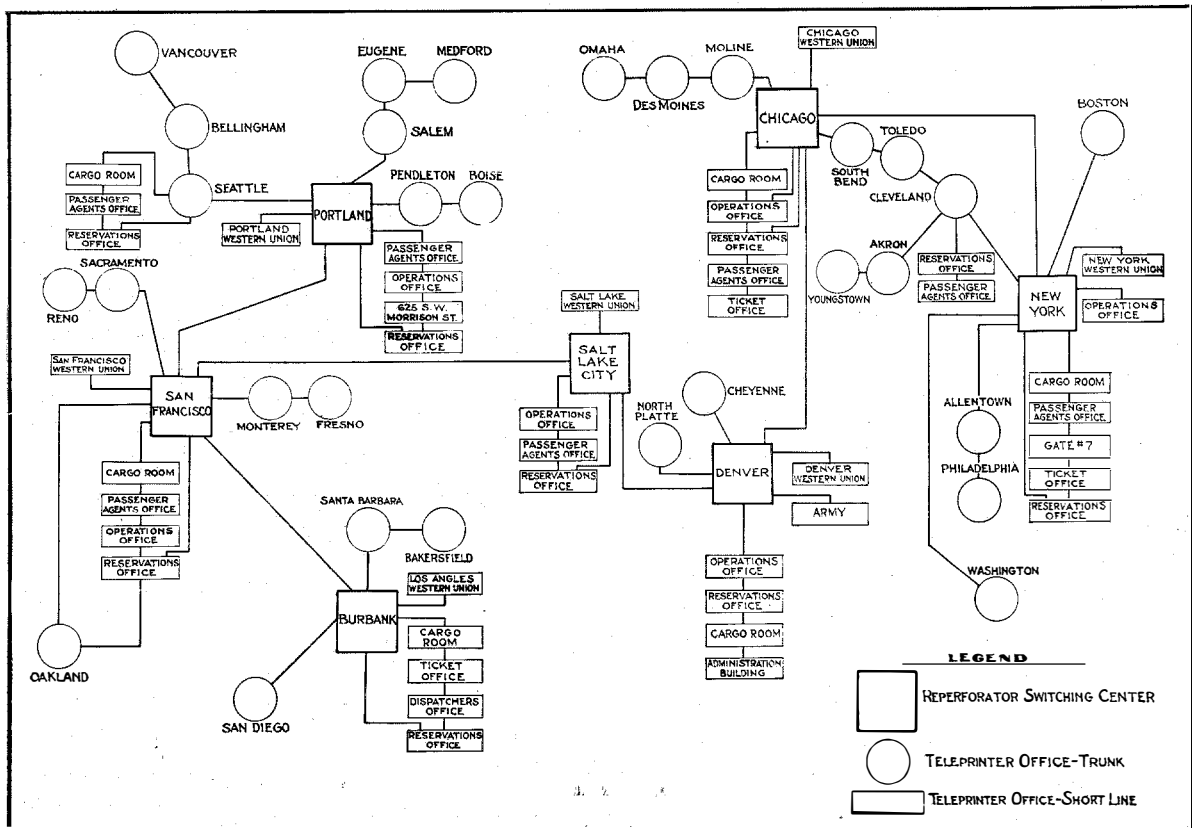 VANCOUVER
BELLINGHAM
CARGO ROOM
PASSENGER
AGENTS OFFICE
RESERVATIONS
OFFICE
SEATTLE
EUGENE
MEDFORD
SALEM
PENDLETON
BOISE
PORTLAND
PORTLAND
WESTERN UNION
PASSENGER
AGENTS OFFICE
OPERATIONS
OFFICE
625 S.W.
MORRISON ST.
RESERVATIONS
OFFICE
SACRAMENTO
RENO
SAN FRANCISCO
WESTERN UNION
SAN
FRANCISCO
MONTEREY
FRESNO
CARGO ROOM
PASSENGER
AGENTS OFFICE
OPERATIONS
OFFICE
RESERVATIONS
OFFICE
OAKLAND
SANTA BARBARA
BAKERSFIELD
LOS ANGLES
WESTERN UNION
BURBANK
CARGO
ROOM
TICKET
OFFICE
DISPATCHERS
OFFICE
RESERVATIONS
OFFICE
SAN DIEGO
SALT LAKE
WESTERN UNION
SALT
LAKE
CITY
OPERATIONS
OFFICE
PASSENGER
AGENTS OFFICE
RESERVATIONS
OFFICE
OMAHA
DES MOINES
MOLINE
CHICAGO
WESTERN UNION
CHICAGO
CARGO ROOM
OPERATIONS
OFFICE
RESERVATIONS
OFFICE
PASSENGER
AGENTS OFFICE
TICKET
OFFICE
SOUTH
BEND
TOLEDO
CLEVELAND
AKRON
YOUNGSTOWN
RESERVATIONS
OFFICE
PASSENGER
AGENTS OFFICE
BOSTON
NEW YORK
WESTERN UNION
OPERATIONS
OFFICE
NEW
YORK
CARGO ROOM
PASSENGER
AGENTS OFFICE
GATE #7
TICKET
OFFICE
RESERVATIONS
OFFICE
ALLENTOWN
PHILADELPHIA
WASHINGTON
CHEYENNE
NORTH
PLATTE
DENVER
DENVER
WESTERN UNION
ARMY
OPERATIONS
OFFICE
RESERVATIONS
OFFICE
CARGO ROOM
ADMINISTRATION
BUILDING
LEGEND
REPERFORATOR SWITCHING CENTER
TELEPRINTER OFFICE-TRUNK
TELEPRINTER OFFICE-SHORT LINE